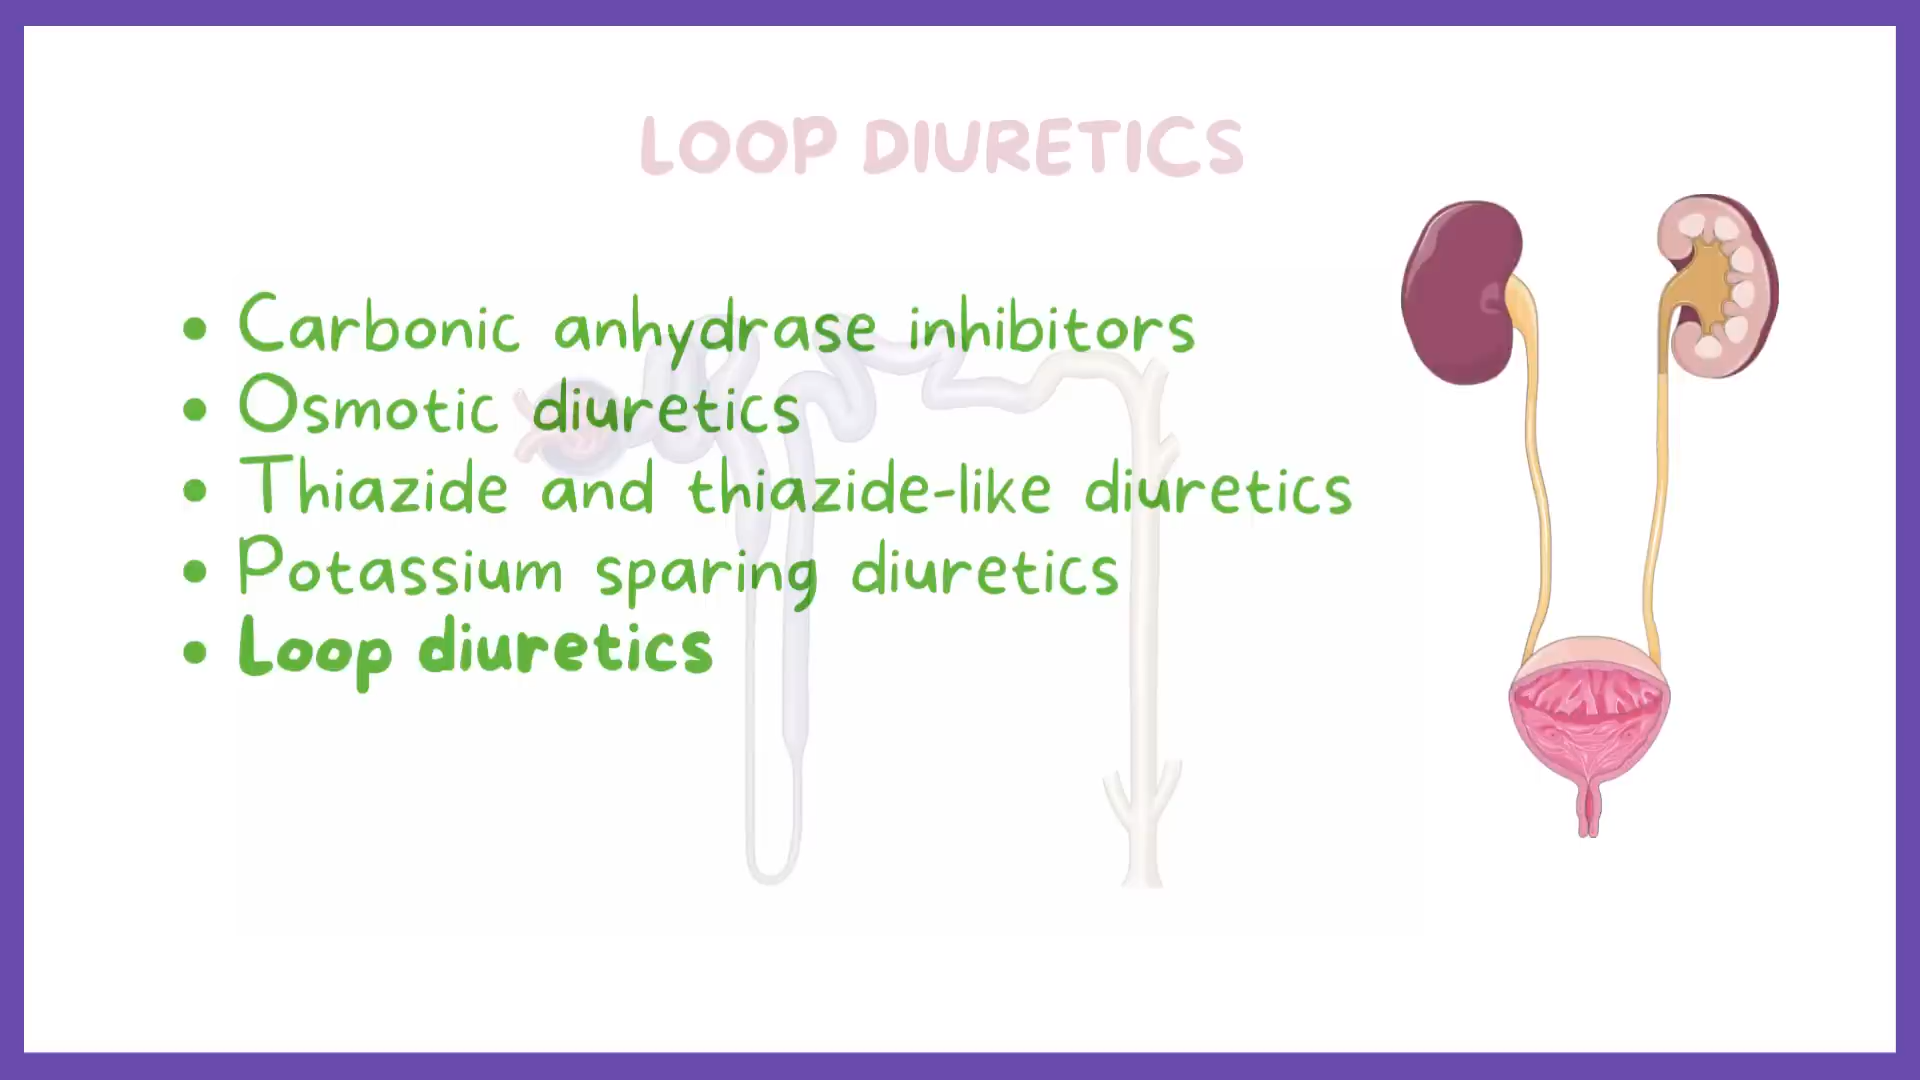 LOOP DIURETICS
• Carbonic anhydrase inhibitors
• Osmotic diuretics
• Thiazide and thiazide-like diuretics
• Potassium sparing diuretics
• Loop diuretics